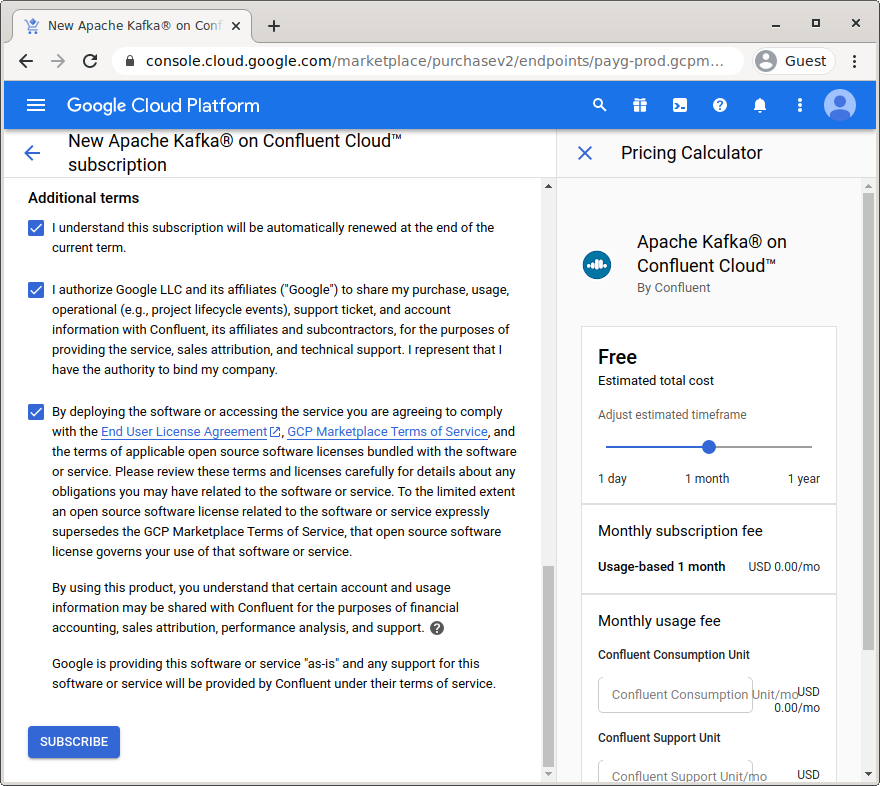 New Apache Kafka® on Conf
console.cloud.google.com/marketplace/purchasev2/endpoints/payg-prod.gcpm...
Guest
Google Cloud Platform
New Apache Kafka® on Confluent Cloud™
subscription
Additional terms
I understand this subscription will be automatically renewed at the end of the
current term.
I authorize Google LLC and its affiliates ("Google") to share my purchase, usage,
operational (e.g., project lifecycle events), support ticket, and account
information with Confluent, its affiliates and subcontractors, for the purposes of
providing the service, sales attribution, and technical support. I represent that I
have the authority to bind my company.
By deploying the software or accessing the service you are agreeing to comply
with the End User License Agreement, GCP Marketplace Terms of Service, and
the terms of applicable open source software licenses bundled with the software
or service. Please review these terms and licenses carefully for details about any
obligations you may have related to the software or service. To the limited extent
an open source software license related to the software or service expressly
supersedes the GCP Marketplace Terms of Service, that open source software
license governs your use of that software or service.
By using this product, you understand that certain account and usage
information may be shared with Confluent for the purposes of financial
accounting, sales attribution, performance analysis, and support.
Google is providing this software or service "as-is" and any support for this
software or service will be provided by Confluent under their terms of service.
SUBSCRIBE
Pricing Calculator
Apache Kafka® on
Confluent Cloud™
By Confluent
Free
Estimated total cost
Adjust estimated timeframe
1 day 1 month 1 year
Monthly subscription fee
Usage-based 1 month USD 0.00/mo
Monthly usage fee
Confluent Consumption Unit
Confluent Consumption Unit/mo USD
0.00/mo
Confluent Support Unit
Confluent Support Unit/mo USD